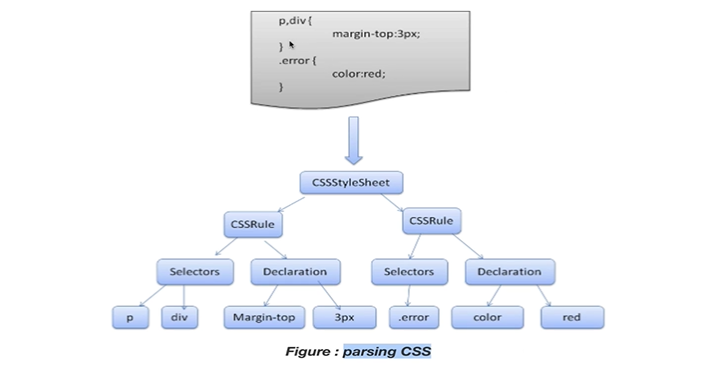 p,div {
margin-top:3px;
}
.error {
color:red;
}
CSSStyleSheet
CSSRule
CSSRule
Selectors
Declaration
Selectors
Declaration
p
div
Margin-top
3px
.error
color
red
Figure : parsing CSS